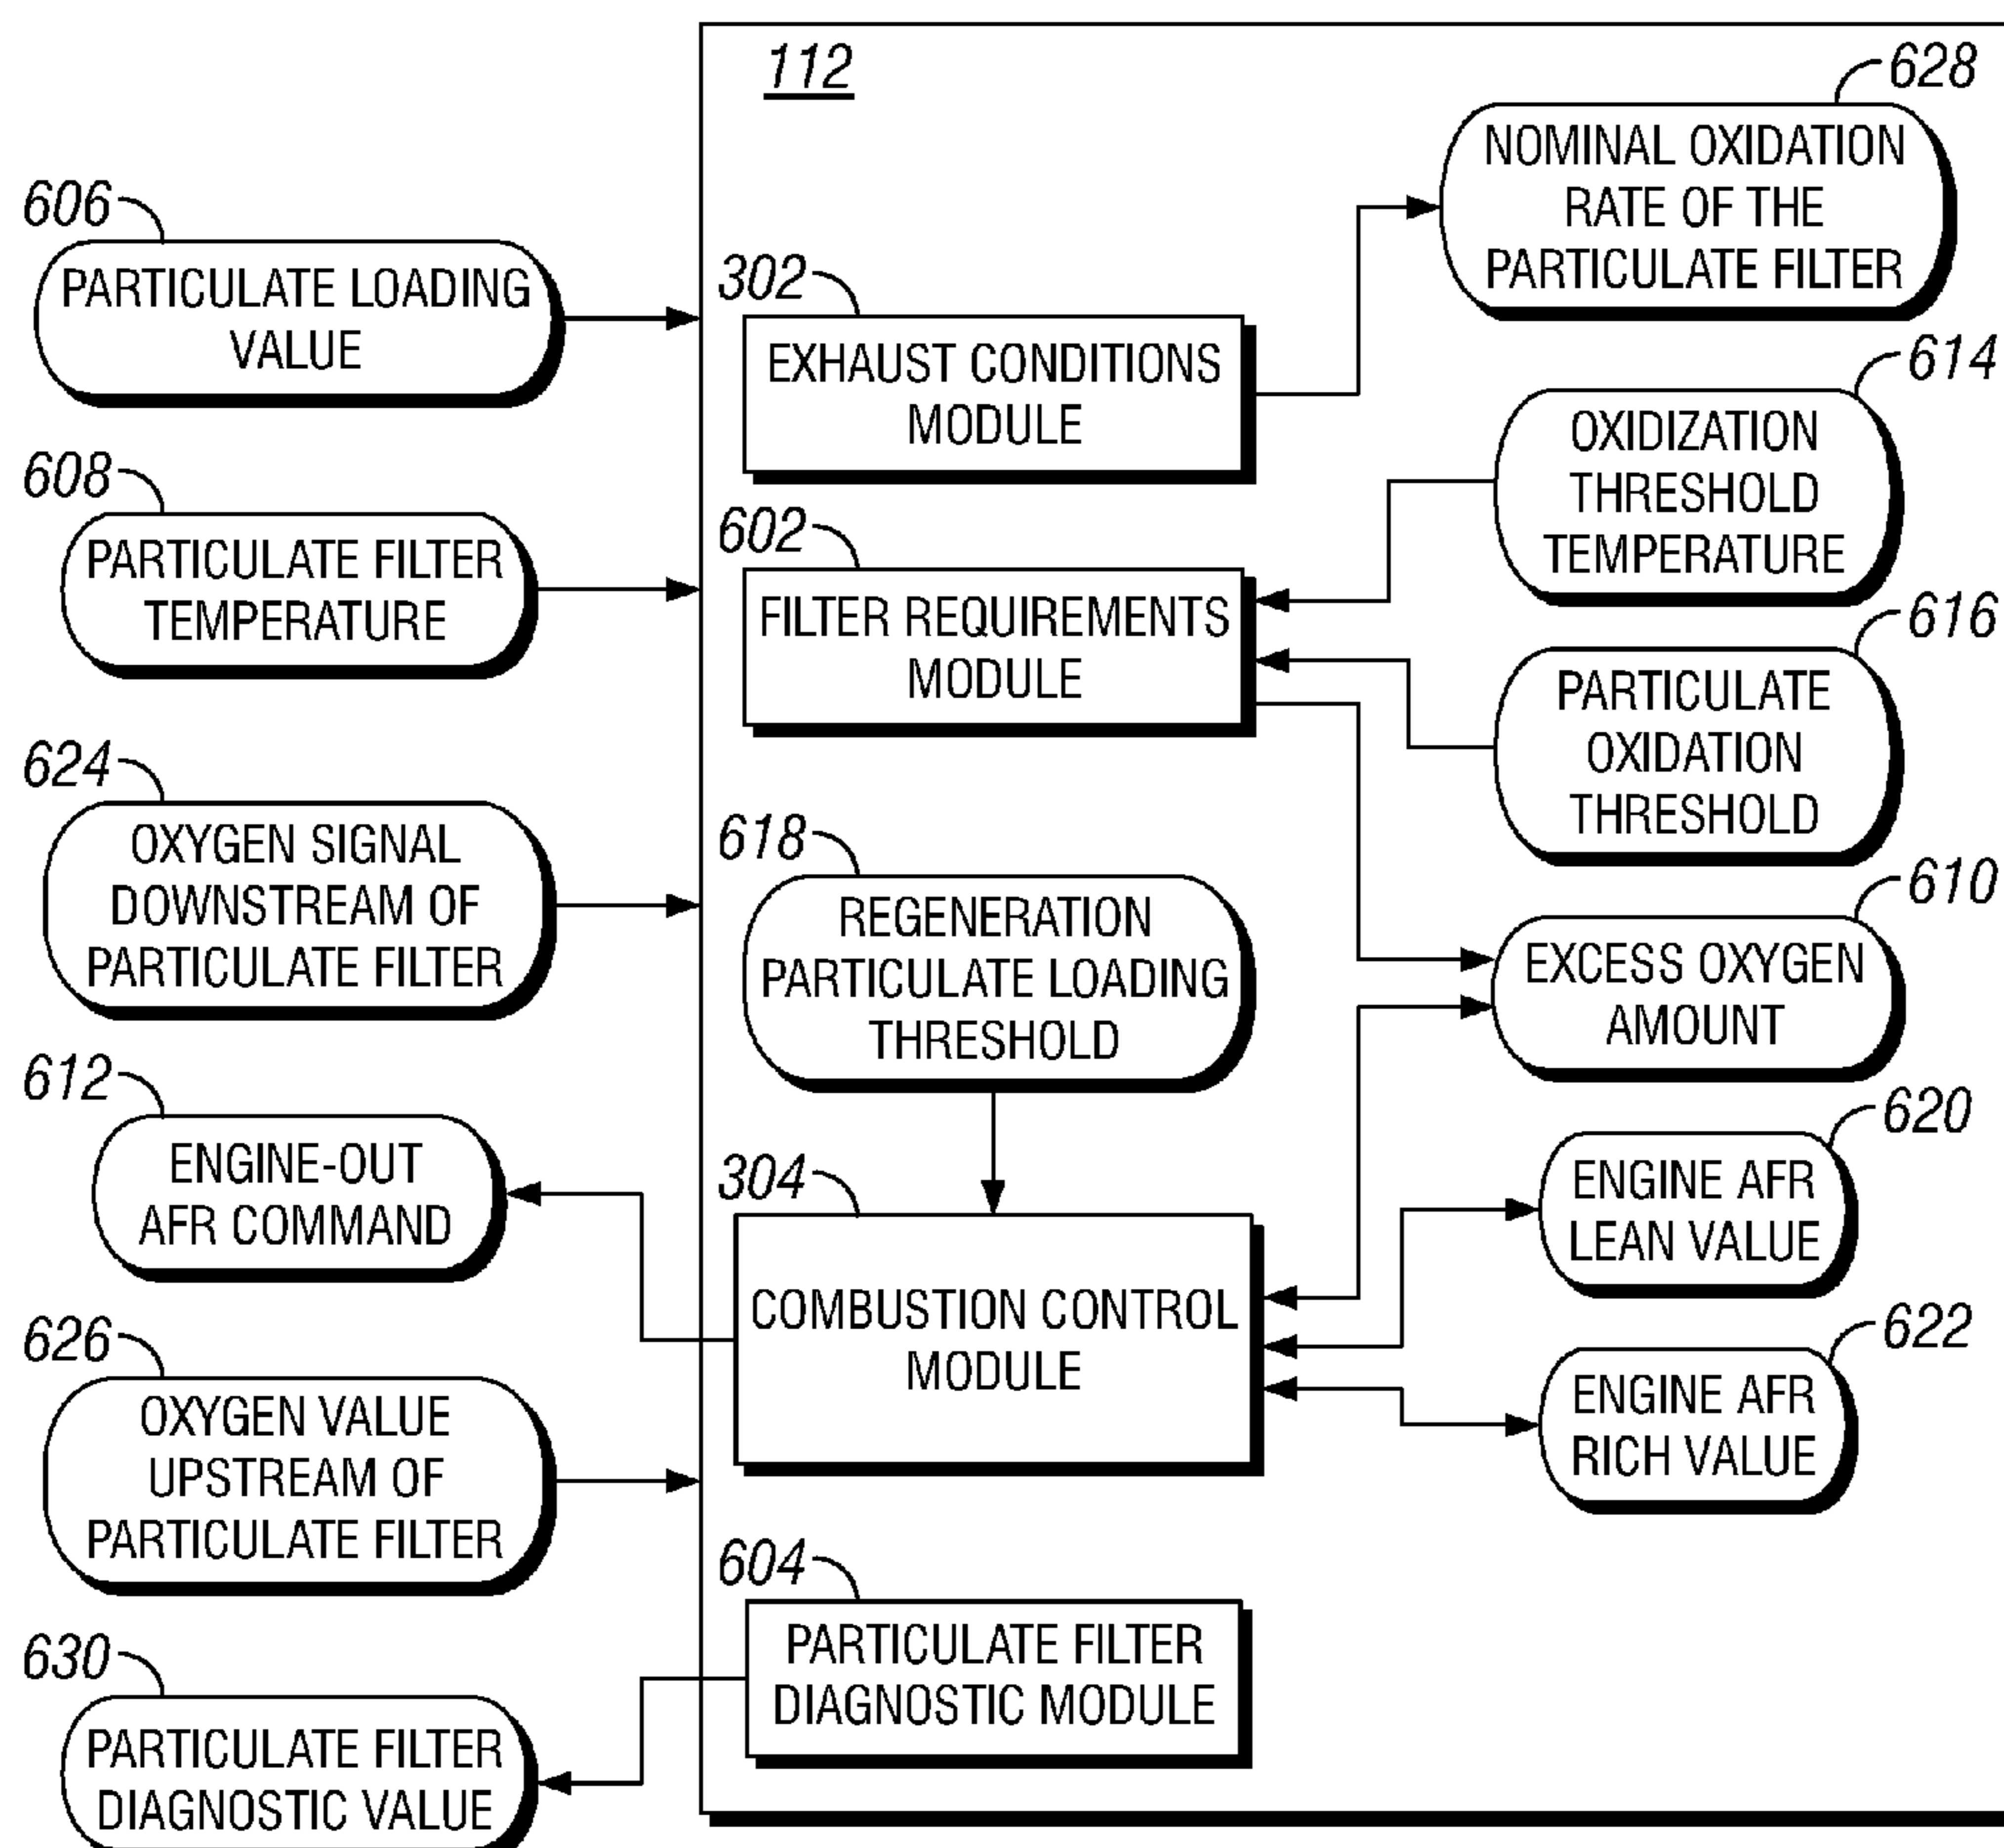 606
PARTICULATE LOADING
VALUE
608
PARTICULATE FILTER
TEMPERATURE
624
OXYGEN SIGNAL
DOWNSTREAM OF
PARTICULATE FILTER
612
ENGINE-OUT
AFR COMMAND
626
OXYGEN VALUE
UPSTREAM OF
PARTICULATE FILTER
630
PARTICULATE FILTER
DIAGNOSTIC VALUE
112
302
EXHAUST CONDITIONS
MODULE
602
FILTER REQUIREMENTS
MODULE
618
REGENERATION
PARTICULATE LOADING
THRESHOLD
304
COMBUSTION CONTROL
MODULE
604
PARTICULATE FILTER
DIAGNOSTIC MODULE
628
NOMINAL OXIDATION
RATE OF THE
PARTICULATE FILTER
614
OXIDIZATION
THRESHOLD
TEMPERATURE
616
PARTICULATE
OXIDATION
THRESHOLD
610
EXCESS OXYGEN
AMOUNT
620
ENGINE AFR
LEAN VALUE
622
ENGINE AFR
RICH VALUE